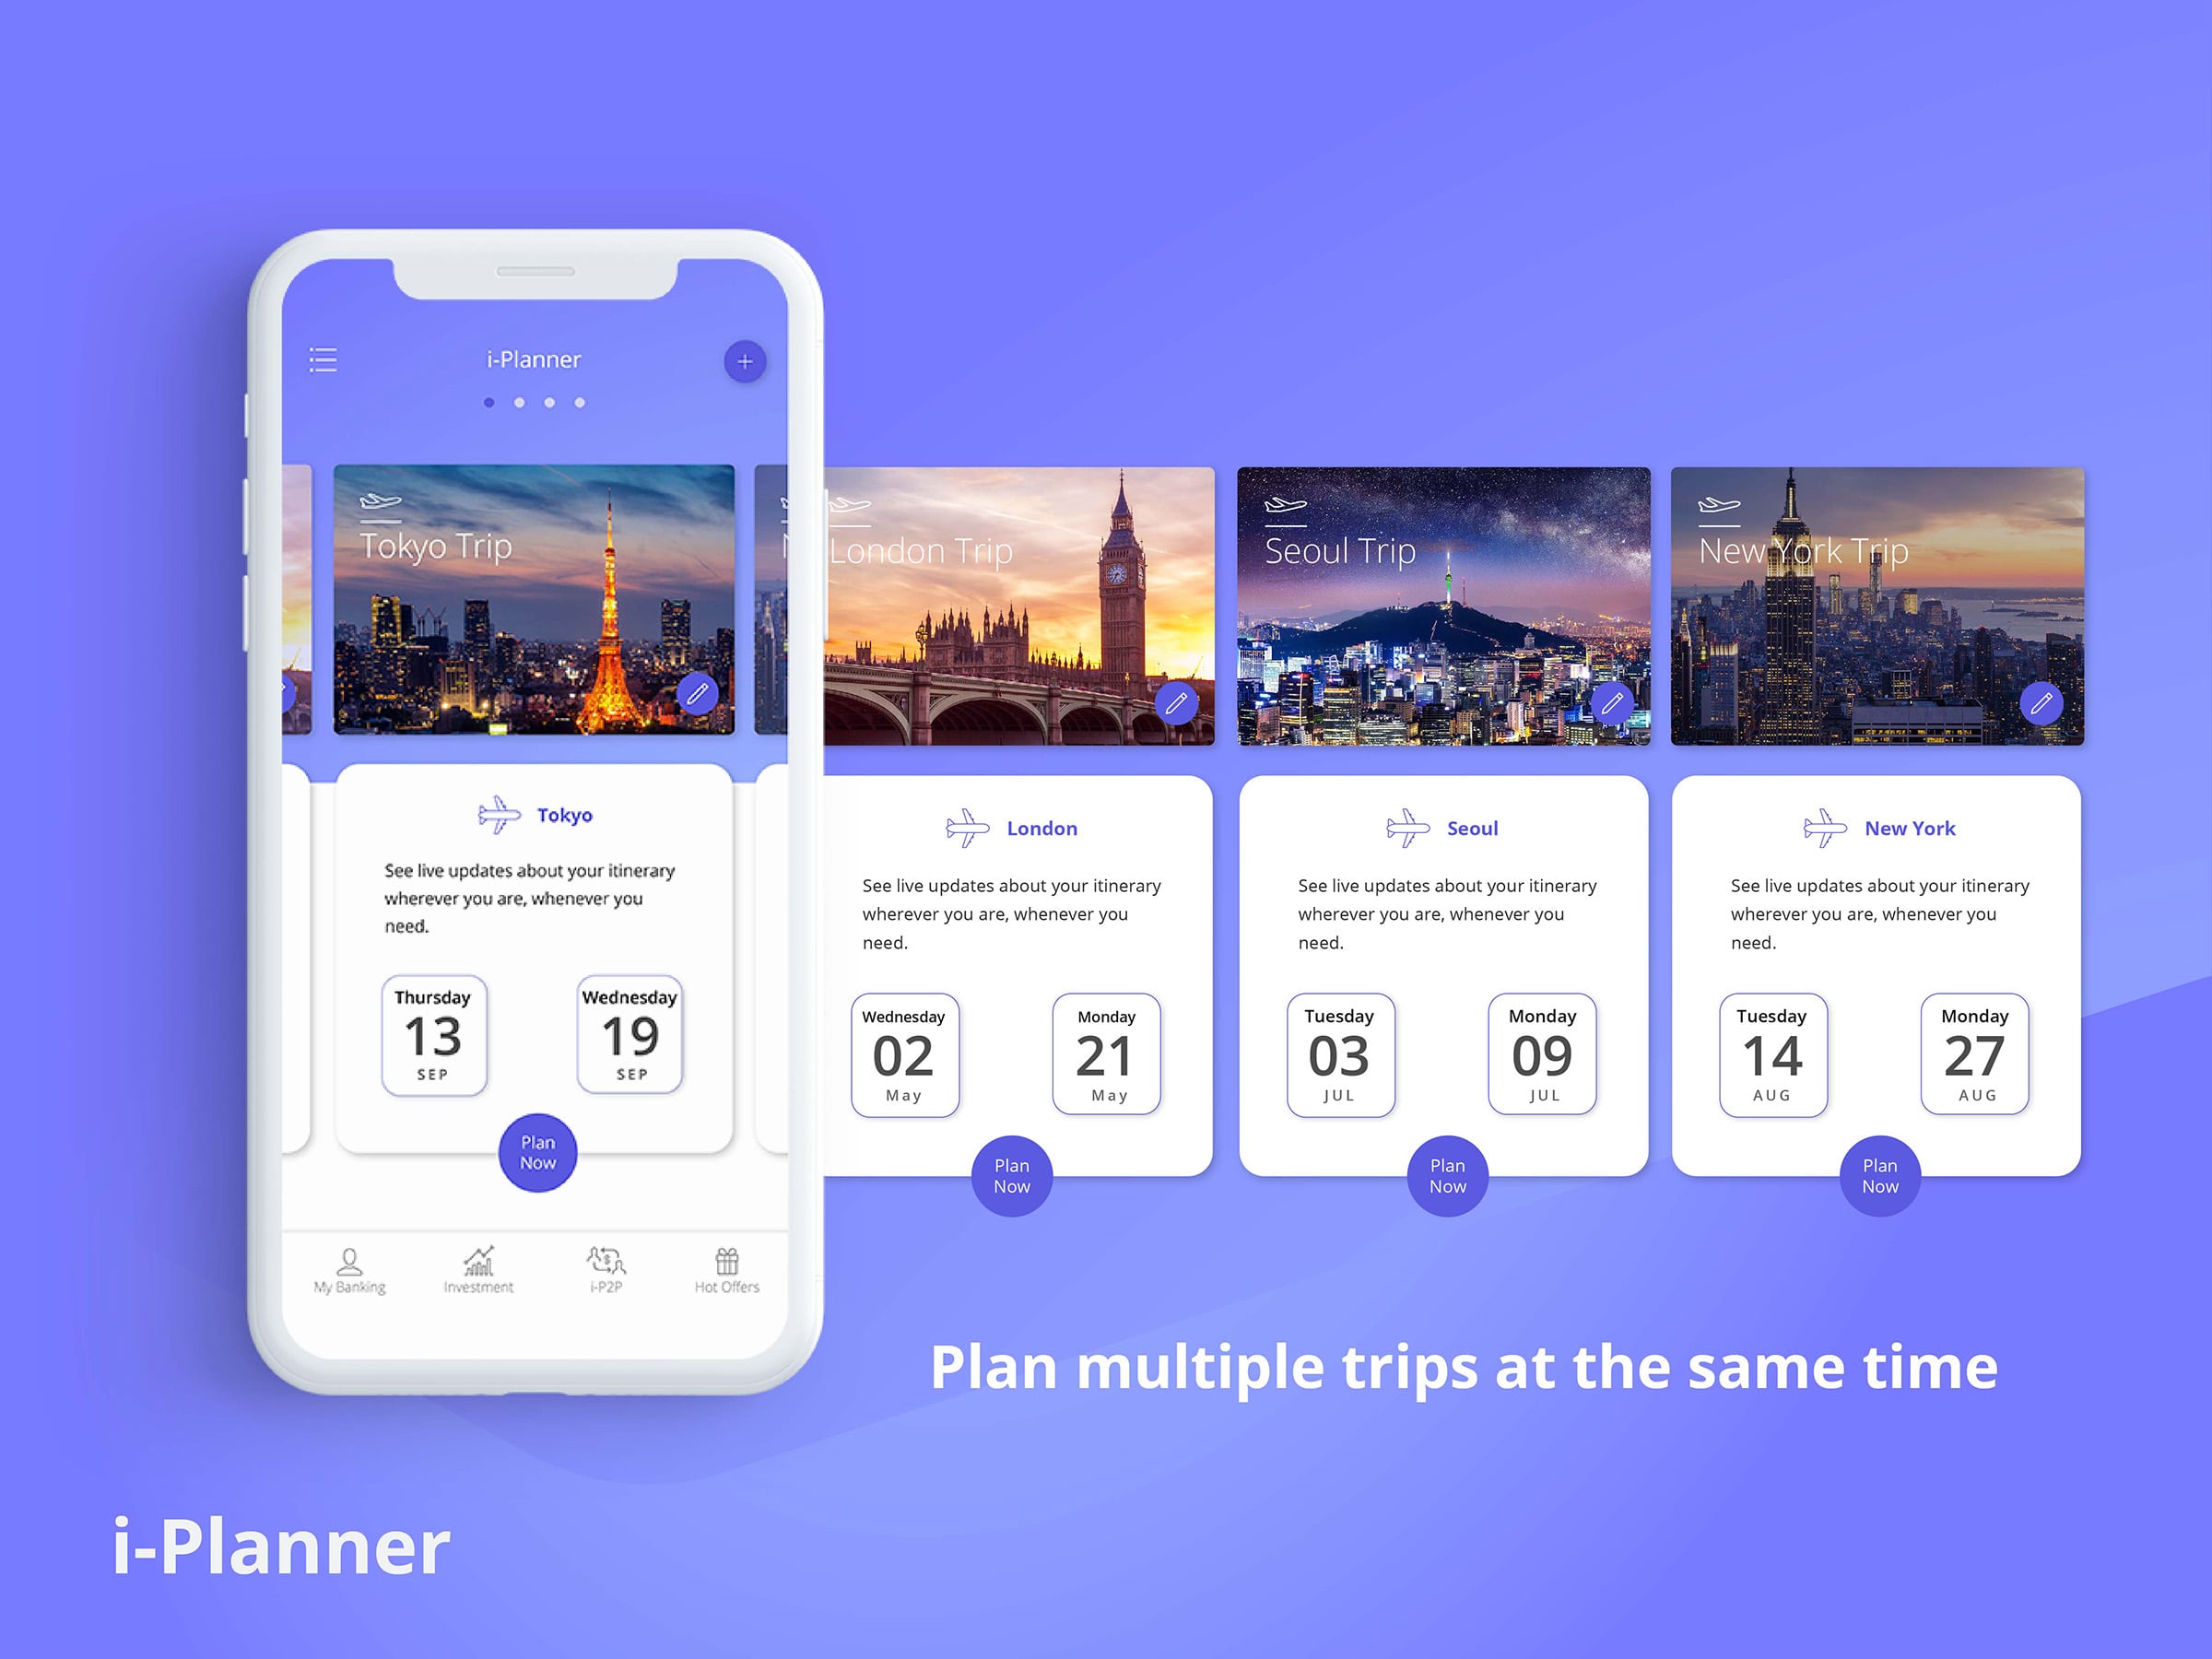 i-Planner
Tokyo Trip
London Trip
Seoul Trip
New York Trip
Tokyo
See live updates about your itinerary
wherever you are, whenever you
need.
Thursday
13
SEP
Wednesday
19
SEP
Plan
Now
London
See live updates about your itinerary
wherever you are, whenever you
need.
Wednesday
02
May
Monday
21
May
Plan
Now
Seoul
See live updates about your itinerary
wherever you are, whenever you
need.
Tuesday
03
JUL
Monday
09
JUL
Plan
Now
New York
See live updates about your itinerary
wherever you are, whenever you
need.
Tuesday
14
AUG
Monday
27
AUG
Plan
Now
My Banking
Investment
i-P2P
Hot Offers
Plan multiple trips at the same time
i-Planner